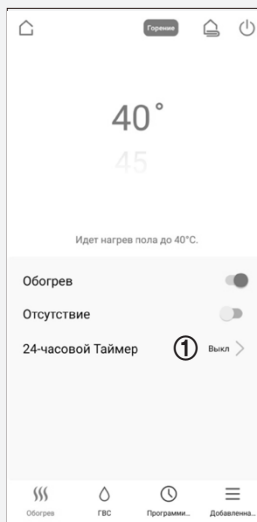 Горение
40°
45
Идет нагрев пола до 40°C.
Обогрев
Отсутствие
24-часовой Таймер ① Выкл
Обогрев ГВС Программи... Добавленна...